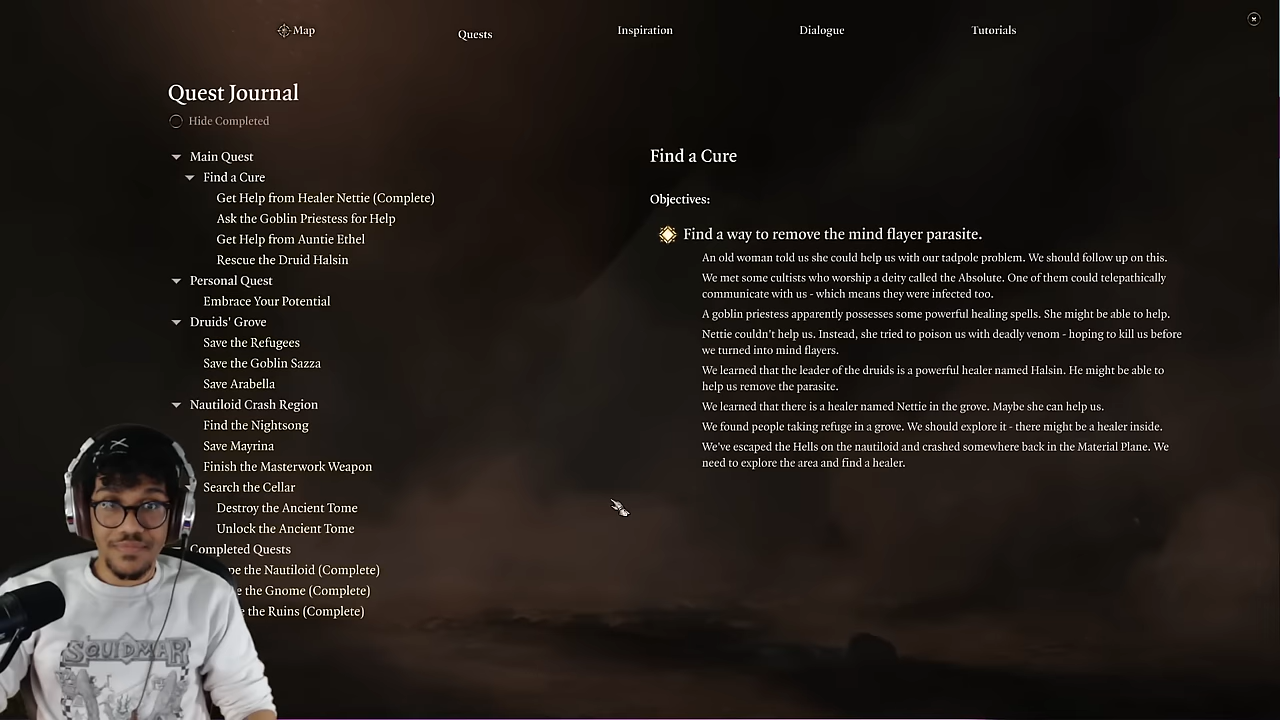 Map
Quests
Inspiration
Dialogue
Tutorials
Quest Journal
Hide Completed
Main Quest
Find a Cure
Get Help from Healer Nettie (Complete)
Ask the Goblin Priestess for Help
Get Help from Auntie Ethel
Rescue the Druid Halsin
Personal Quest
Embrace Your Potential
Druids' Grove
Save the Refugees
Save the Goblin Sazza
Save Arabella
Nautiloid Crash Region
Find the Nightsong
Save Mayrina
Finish the Masterwork Weapon
Search the Cellar
Destroy the Ancient Tome
Unlock the Ancient Tome
Completed Quests
the Nautiloid (Complete)
the Gnome (Complete)
the Ruins (Complete)
Find a Cure
Objectives:
Find a way to remove the mind flayer parasite.
An old woman told us she could help us with our tadpole problem. We should follow up on this.
We met some cultists who worship a deity called the Absolute. One of them could telepathically
communicate with us - which means they were infected too.
A goblin priestess apparently possesses some powerful healing spells. She might be able to help.
Nettie couldn't help us. Instead, she tried to poison us with deadly venom - hoping to kill us before
we turned into mind flayers.
We learned that the leader of the druids is a powerful healer named Halsin. He might be able to
help us remove the parasite.
We learned that there is a healer named Nettie in the grove. Maybe she can help us.
We found people taking refuge in a grove. We should explore it - there might be a healer inside.
We've escaped the Hells on the nautiloid and crashed somewhere back in the Material Plane. We
need to explore the area and find a healer.
SQUIDMAR